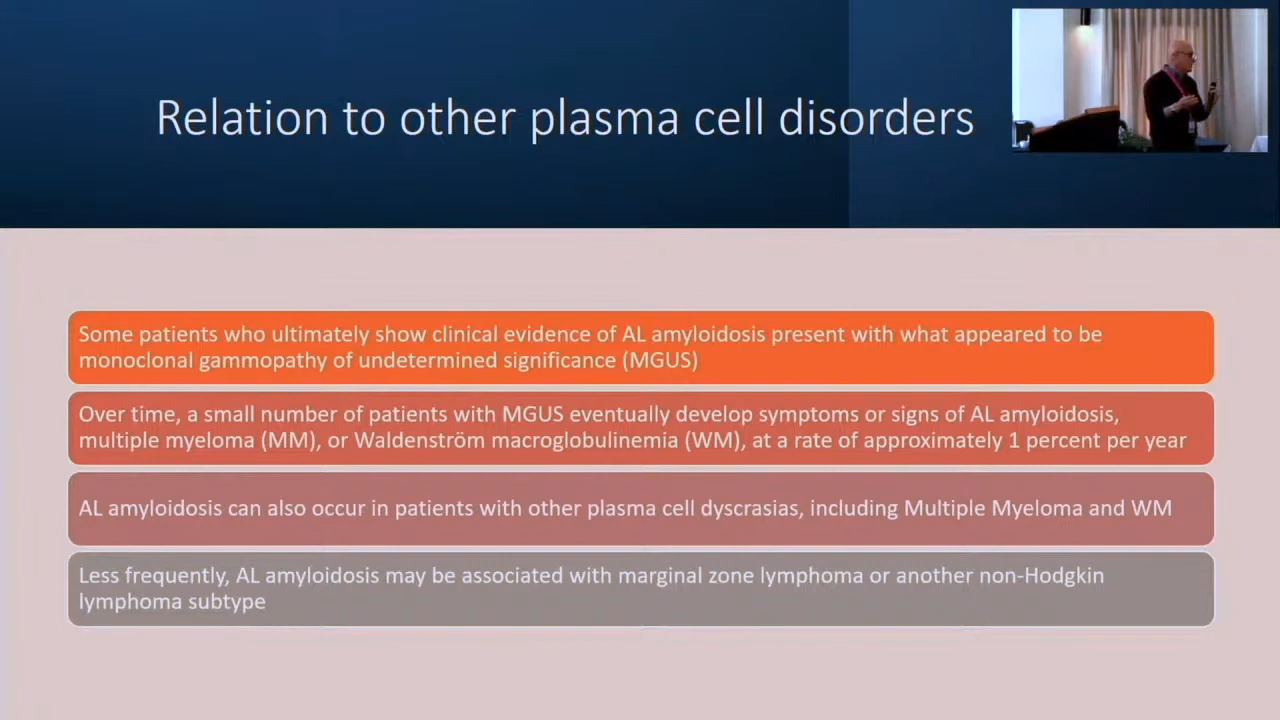 Relation to other plasma cell disorders
Some patients who ultimately show clinical evidence of AL amyloidosis present with what appeared to be
monoclonal gammopathy of undetermined significance (MGUS)
Over time, a small number of patients with MGUS eventually develop symptoms or signs of AL amyloidosis,
multiple myeloma (MM), or Waldenström macroglobulinemia (WM), at a rate of approximately 1 percent per year
AL amyloidosis can also occur in patients with other plasma cell dyscrasias, including Multiple Myeloma and WM
Less frequently, AL amyloidosis may be associated with marginal zone lymphoma or another non-Hodgkin
lymphoma subtype